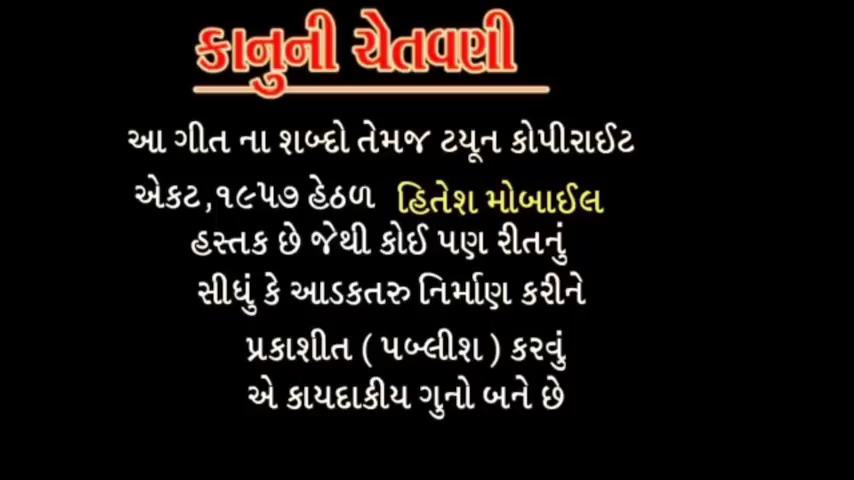 કાનુની ચેતવણી
આ ગીત ના શબ્દો તેમજ ટયૂન કોપીરાઈટ
એકટ,૧૯૫૭ હેઠળ હિતેશ મોબાઈલ
હસ્તક છે જેથી કોઈ પણ રીતનું
સીધું કે આડકતરુ નિર્માણ કરીને
પ્રકાશીત ( પબ્લીશ ) કરવું
એ કાયદાકીય ગુનો બને છે